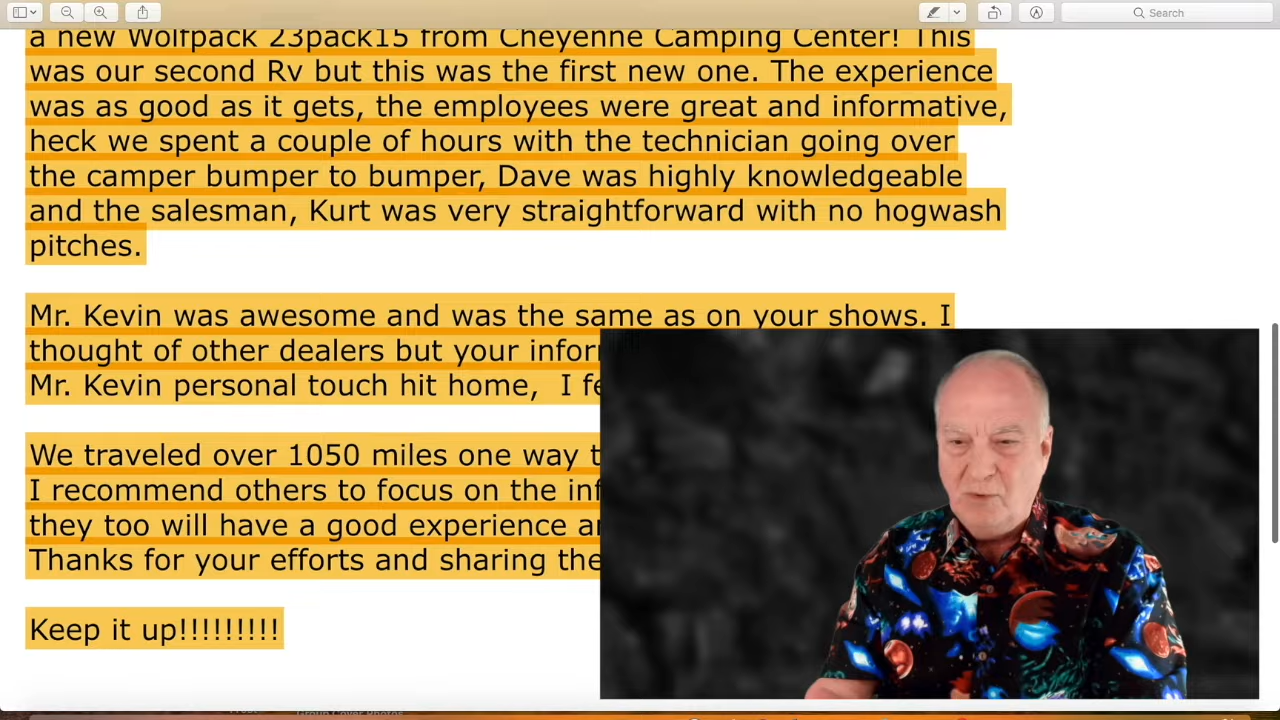 Search
a new Wolfpack 23pack15 from Cheyenne Camping Center! This
was our second Rv but this was the first new one. The experience
was as good as it gets, the employees were great and informative,
heck we spent a couple of hours with the technician going over
the camper bumper to bumper, Dave was highly knowledgeable
and the salesman, Kurt was very straightforward with no hogwash
pitches.
Mr. Kevin was awesome and was the same as on your shows. I
thought of other dealers but your
Mr. Kevin personal touch hit home, I
We traveled over 1050 miles one way
I recommend others to focus on the
they too will have a good experience
Thanks for your efforts and sharing the
Keep it up!!!!!!!!!